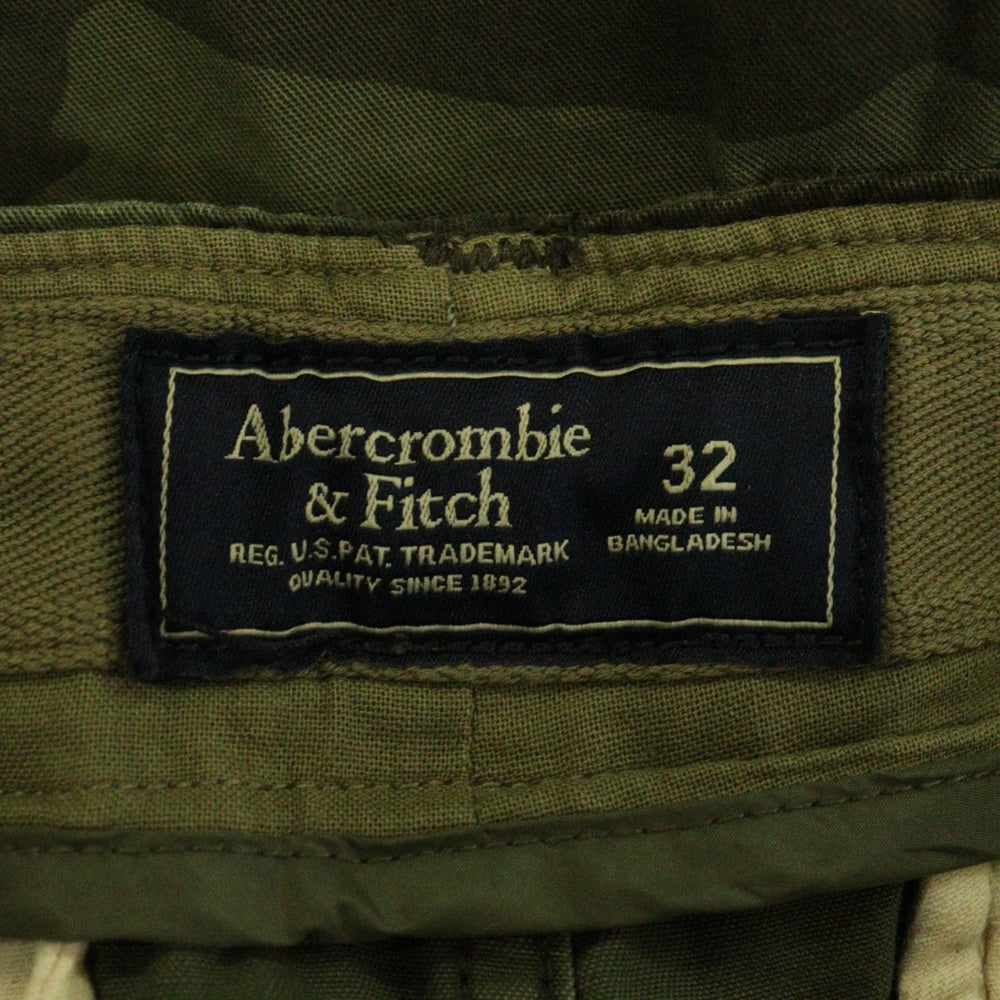 Abercrombie
& Fitch
REG. U.S. PAT. TRADEMARK
QUALITY SINCE 1892
32
MADE IN
BANGLADESH